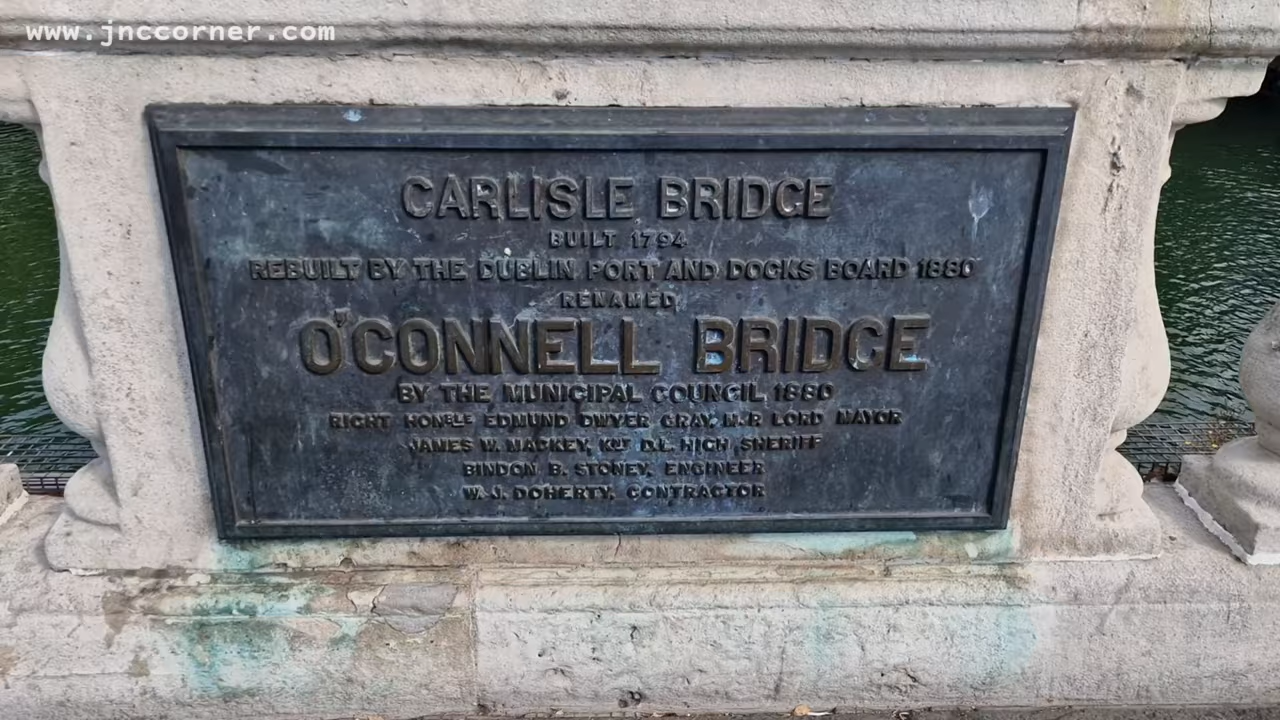 www.jnccorner.com
CARLISLE BRIDGE
BUILT 1794
REBUILT BY THE DUBLIN PORT AND DOCKS BOARD 1880
RENAMED
O'CONNELL BRIDGE
BY THE MUNICIPAL COUNCIL 1880
RIGHT HONBLE EDMUND DWYER GRAY, M.P. LORD MAYOR
JAMES W. MACKEY, KNT D.L. HIGH SHERIFF
BINDON B. STONEY, ENGINEER
W.J. DOHERTY, CONTRACTOR